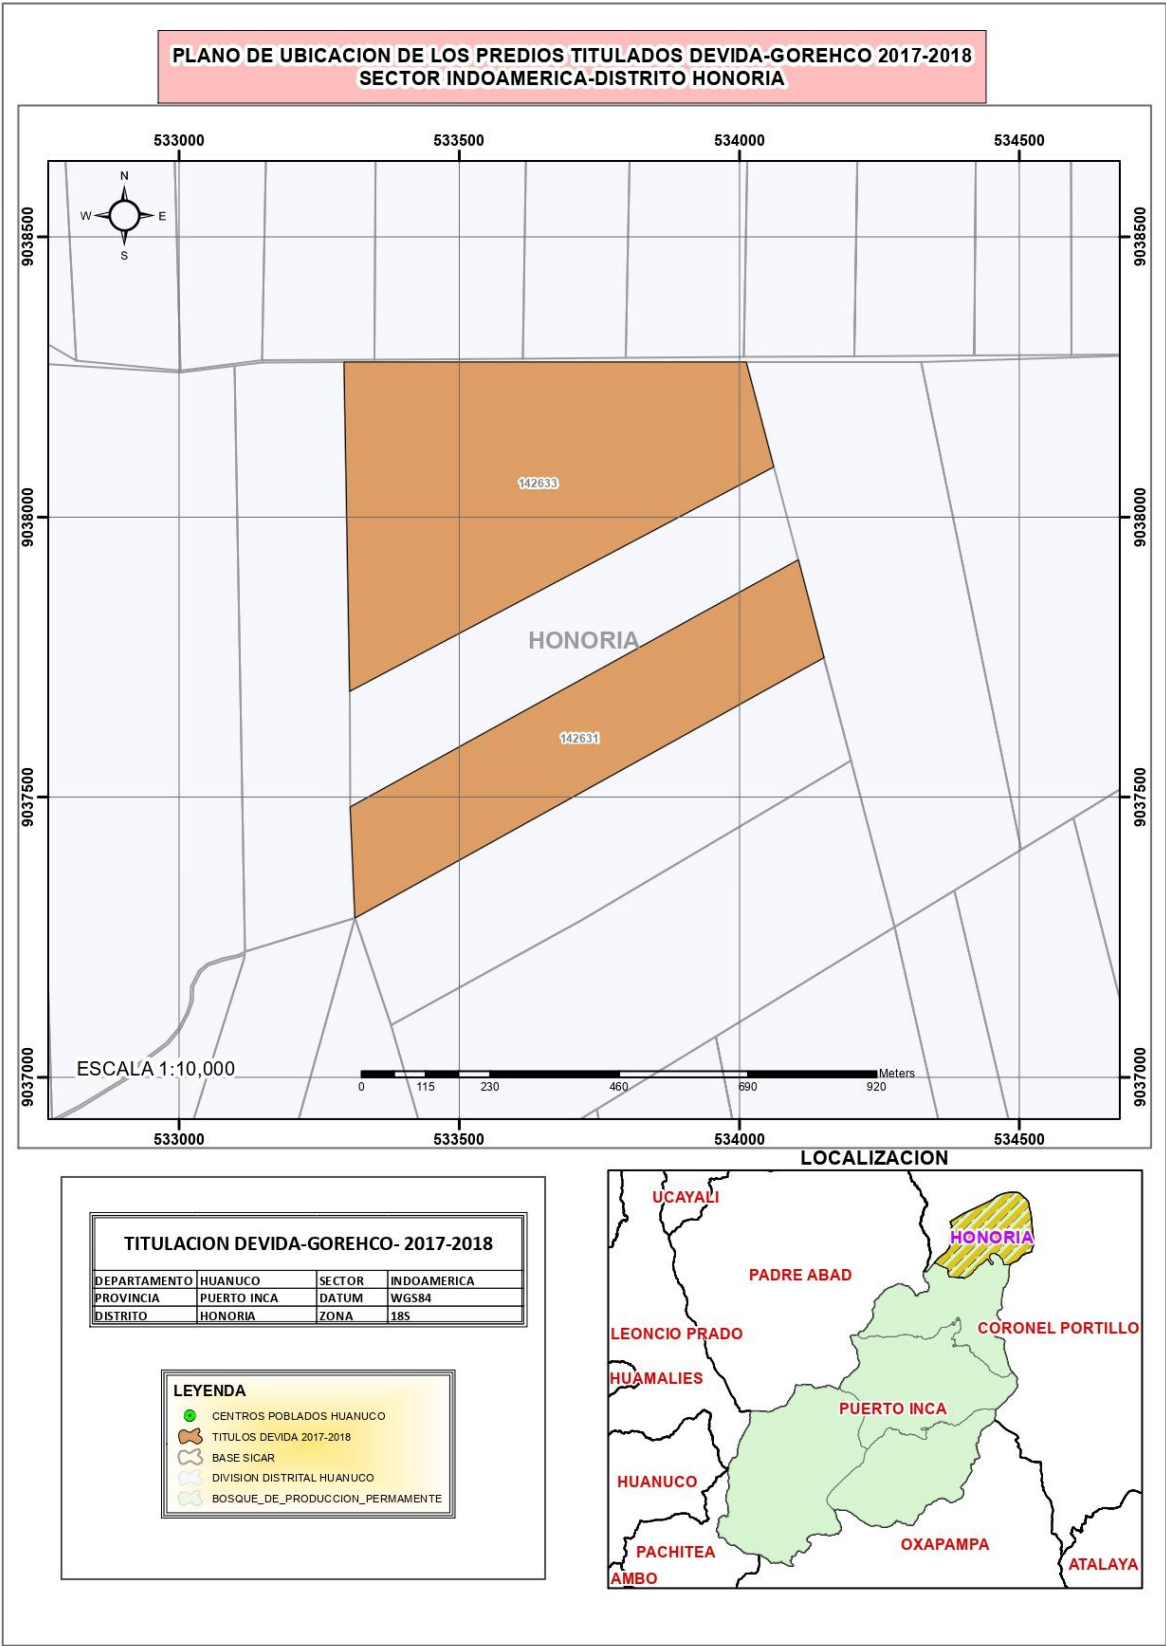 PLANO DE UBICACION DE LOS PREDIOS TITULADOS DEVIDA-GOREHCO 2017-2018
SECTOR INDOAMERICA-DISTRITO HONORIA
533000 533500 534000 534500
N
W E
S
9038500 9038500
142633
9038000 9038000
HONORIA
142631
9037500 9037500
ESCALA 1:10,000
0 115 230 460 690 920 Meters
9037000 9037000
533000 533500 534000 534500
LOCALIZACION
TITULACION DEVIDA-GOREHCO- 2017-2018
DEPARTAMENTO HUANUCO SECTOR INDOAMERICA
PROVINCIA PUERTO INCA DATUM WGS84
DISTRITO HONORIA ZONA 18S
LEYENDA
CENTROS POBLADOS HUANUCO
TITULOS DEVIDA 2017-2018
BASE SICAR
DIVISION DISTRITAL HUANUCO
BOSQUE_DE_PRODUCCION_PERMAMENTE
UCAYALI
HONORIA
PADRE ABAD
LEONCIO PRADO
CORONEL PORTILLO
HUAMALIES
PUERTO INCA
HUANUCO
PACHITEA
OXAPAMPA
ATALAYA
AMBO